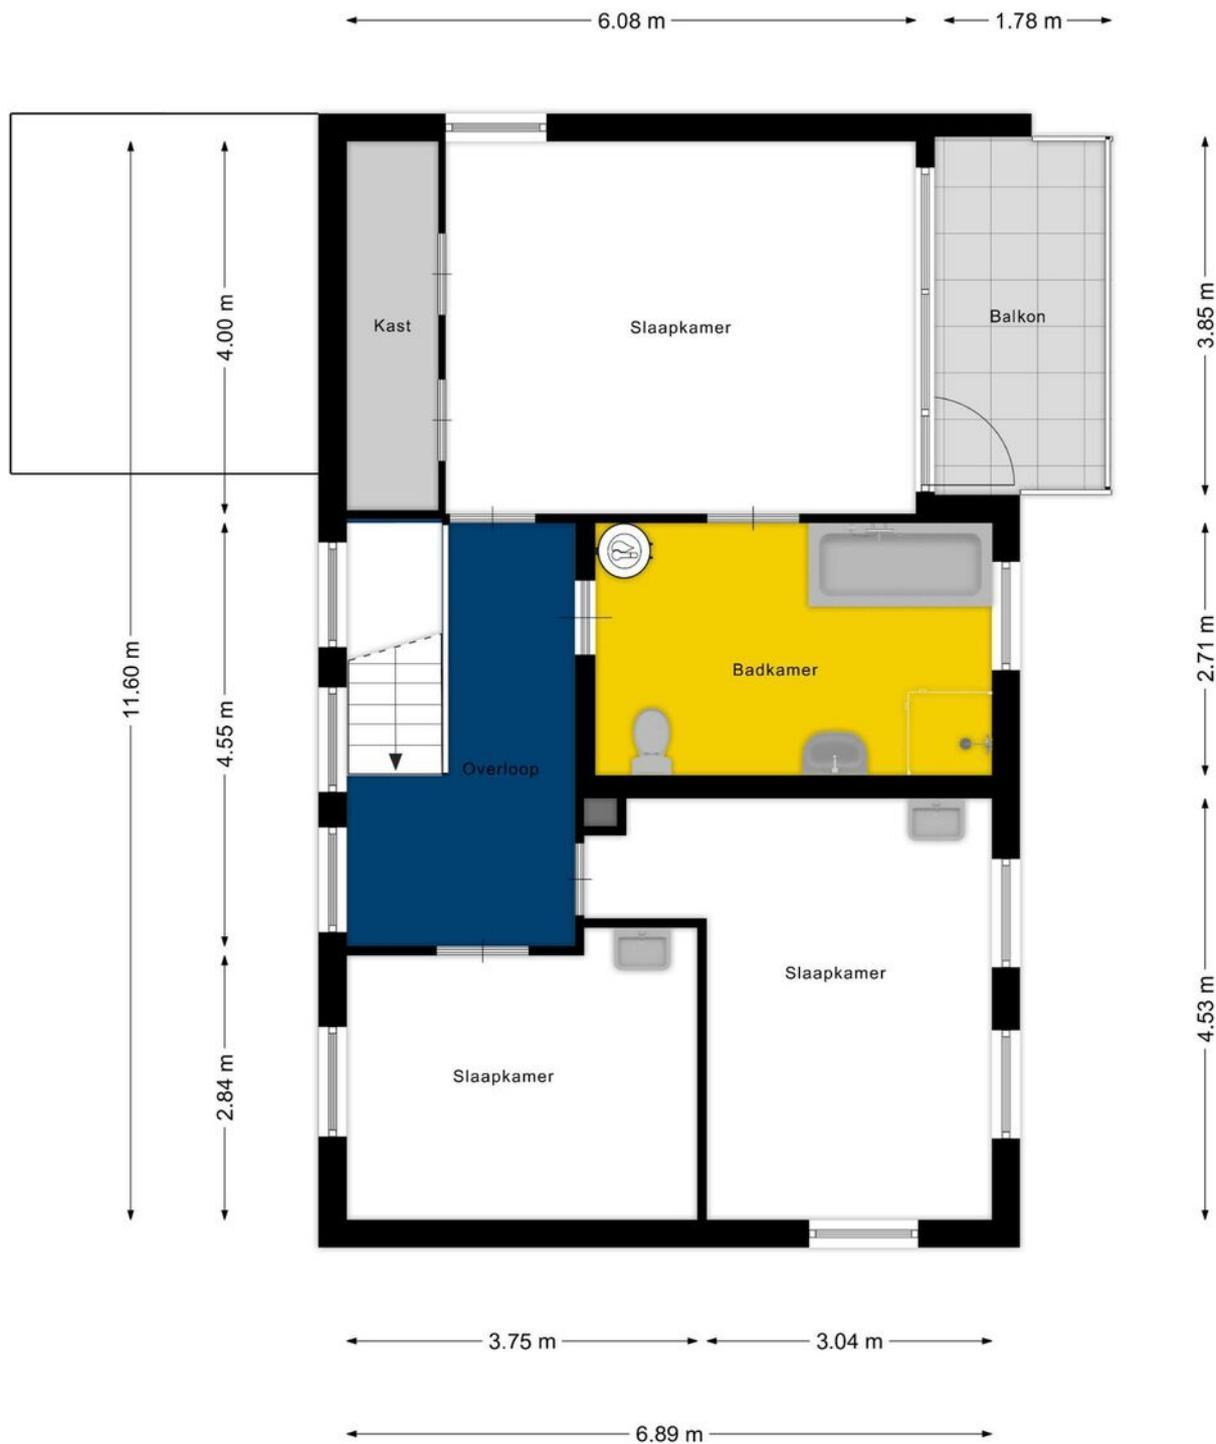 6.08 m
1.78 m
4.00 m
3.85 m
Kast
Slaapkamer
Balkon
11.60 m
4.55 m
2.71 m
Badkamer
Overloop
Slaapkamer
4.53 m
Slaapkamer
2.84 m
3.75 m
3.04 m
6.89 m